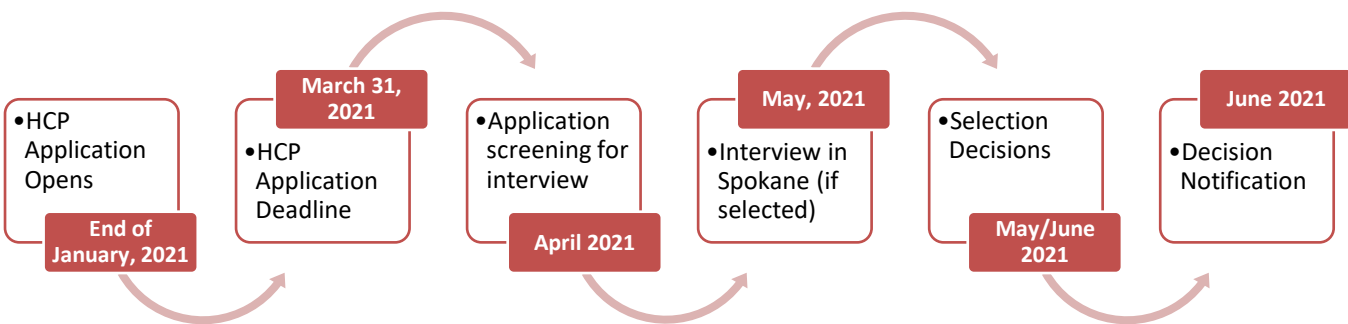 •HCP
Application
Opens
End of
January, 2021
March 31,
2021
•HCP
Application
Deadline
•Application
screening for
interview
April 2021
May, 2021
•Interview in
Spokane (if
selected)
•Selection
Decisions
May/June
2021
June 2021
•Decision
Notification